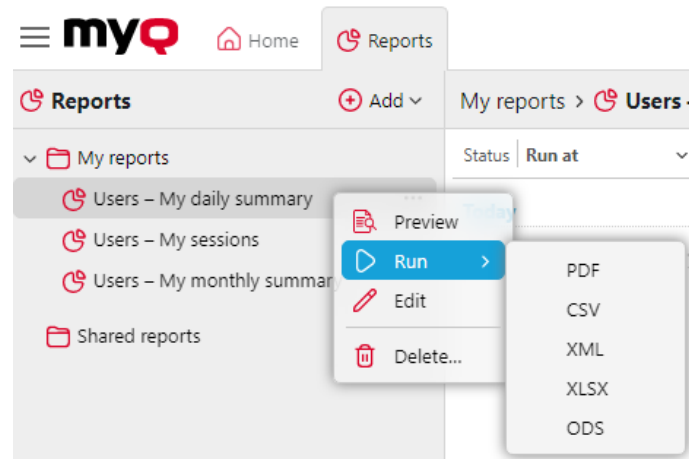 myQ Home Reports
Reports Add My reports > Users
My reports Status Run at
Users – My daily summary Today
Users – My sessions
Users – My monthly summary
Shared reports
Preview
Run
Edit
Delete...
PDF
CSV
XML
XLSX
ODS